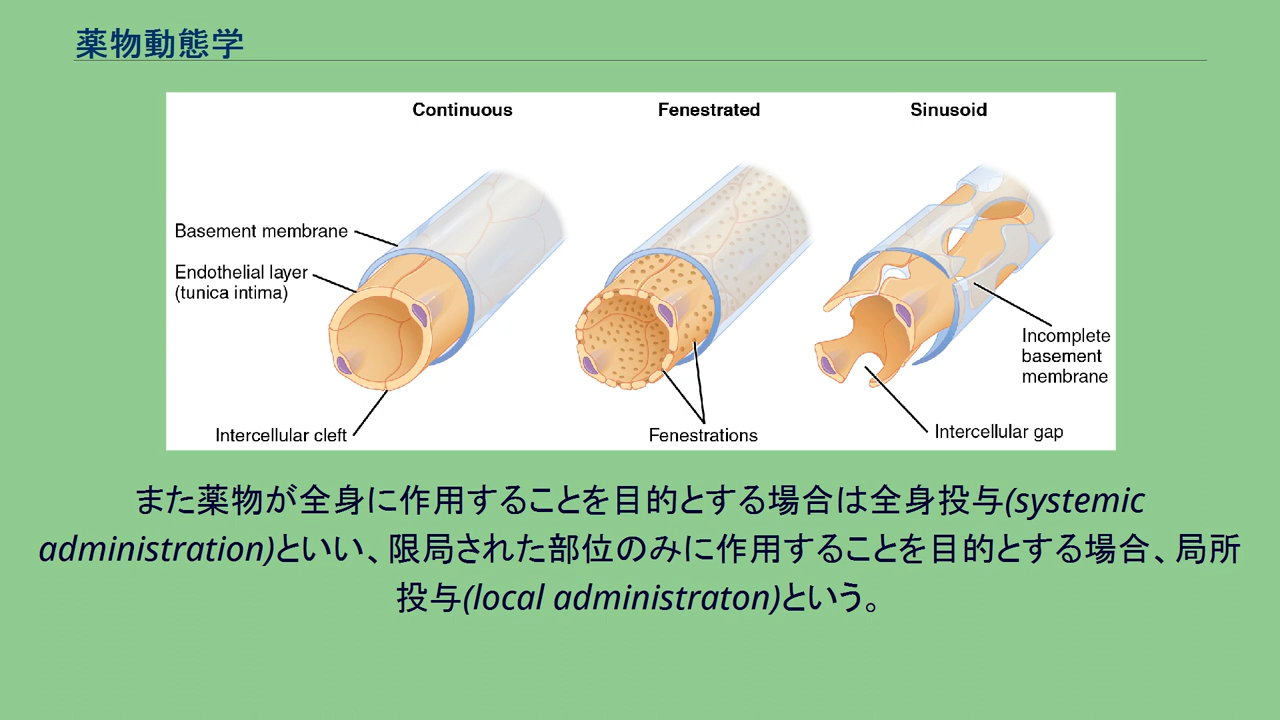 薬物動態学
Continuous
Fenestrated
Sinusoid
Basement membrane
Endothelial layer
(tunica intima)
Intercellular cleft
Fenestrations
Incomplete
basement
membrane
Intercellular gap
また薬物が全身に作用することを目的とする場合は全身投与(systemic
administration)といい、限局された部位のみに作用することを目的とする場合、局所
投与(local administraton)という。